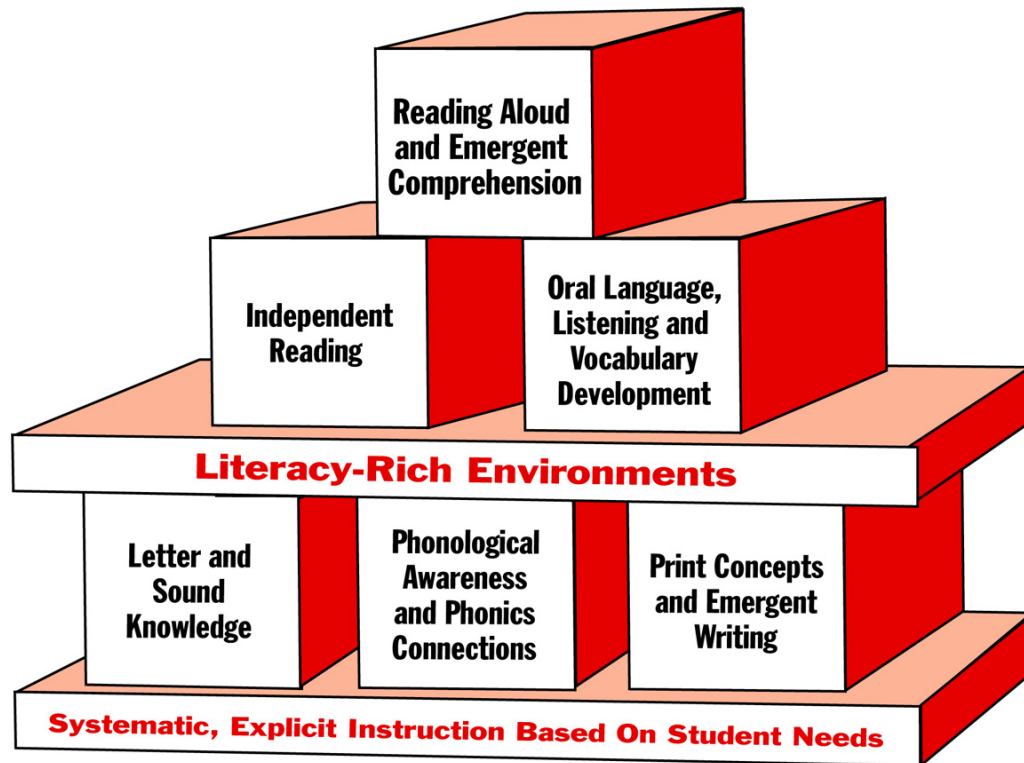 Reading Aloud
and Emergent
Comprehension
Independent
Reading
Oral Language,
Listening and
Vocabulary
Development
Literacy-Rich Environments
Letter and
Sound
Knowledge
Phonological
Awareness
and Phonics
Connections
Print Concepts
and Emergent
Writing
Systematic, Explicit Instruction Based On Student Needs